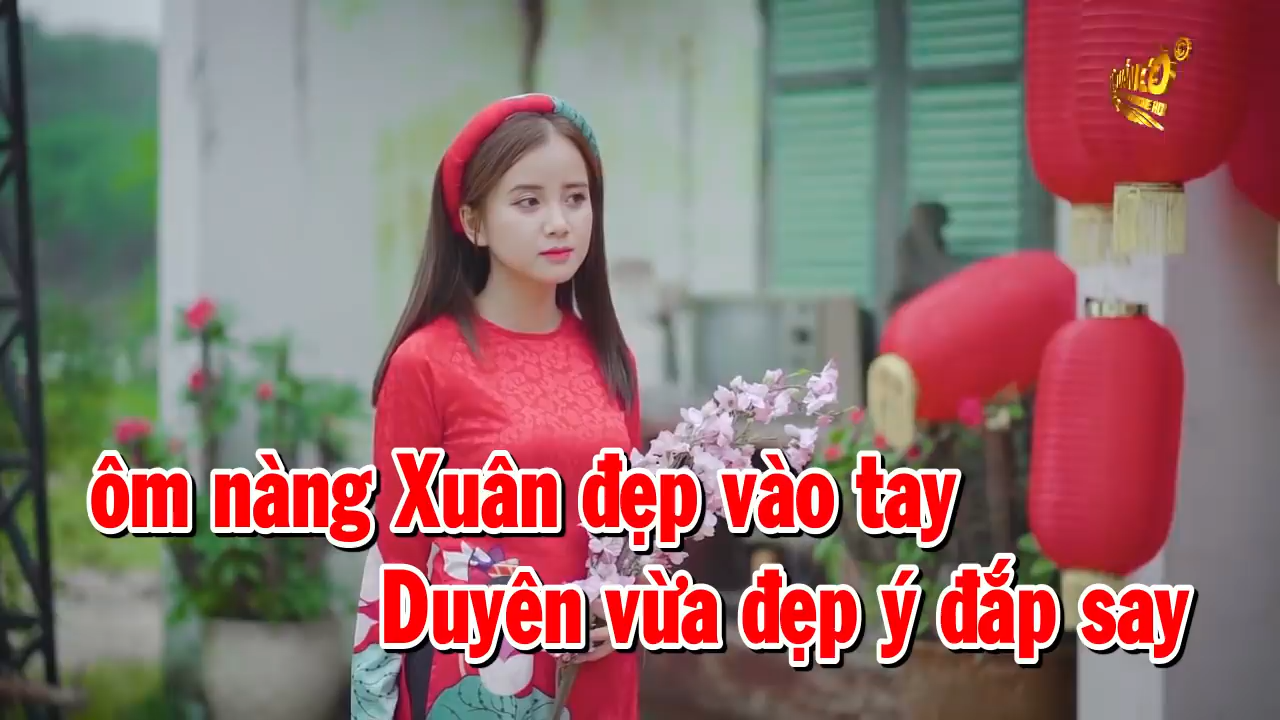 ôm nàng Xuân đẹp vào tay
Duyên vừa đẹp ý đắp say